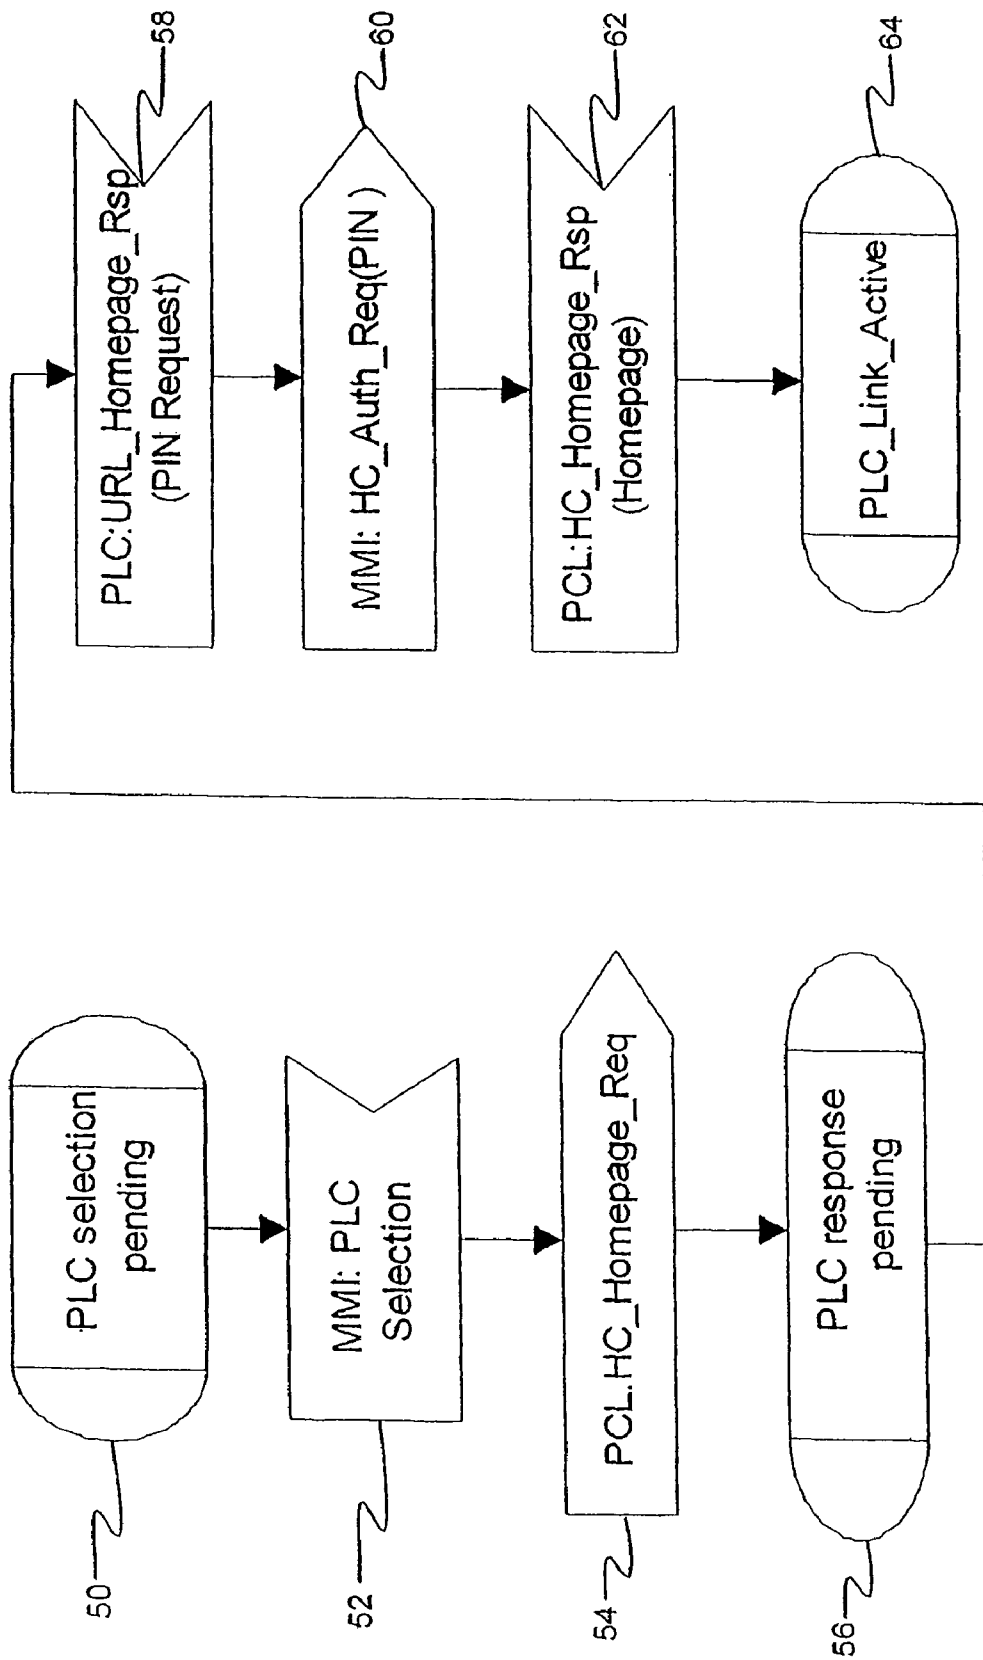 PLC selection
pending
50
MMI: PLC
Selection
52
PCL.HC_Homepage_Req
54
PLC response
pending
56
PLC:URL_Homepage_Rsp
(PIN Request)
58
MMI: HC_Auth_Req(PIN )
60
PCL:HC_Homepage_Rsp
(Homepage)
62
PLC_Link_Active
64